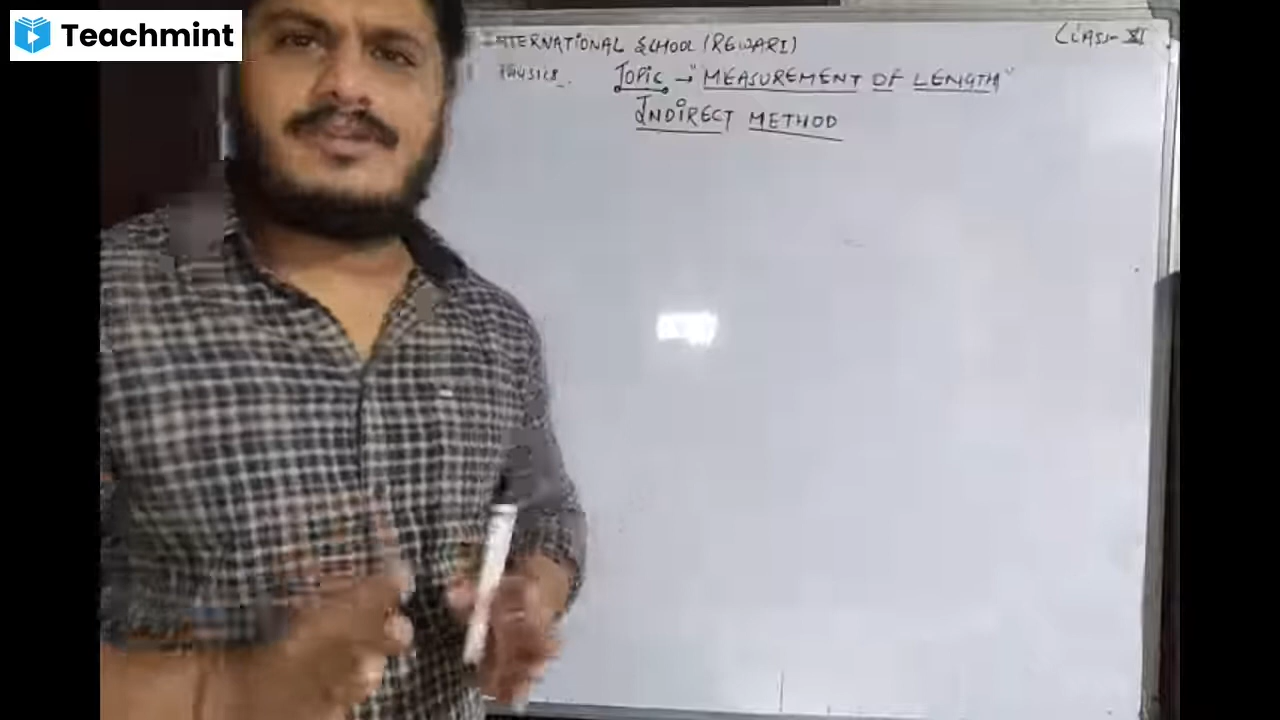 Teachmint
INTERNATIONAL SCHOOL (REWARI)
CLASS-XI
PHYSICS.
TOPIC → "MEASUREMENT OF LENGTH"
INDIRECT METHOD